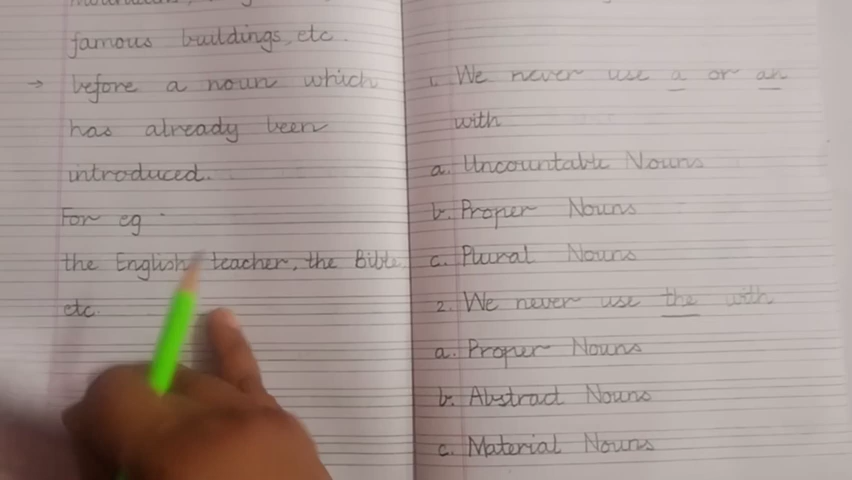 famous buildings, etc.
→ before a noun which
has already been
introduced.
For eg
the English teacher, the Bible
etc.
1. We never use a or an
with
a. Uncountable Nouns
b. Proper Nouns
c. Plural Nouns
2. We never use the with
a. Proper Nouns
b. Abstract Nouns
c. Material Nouns